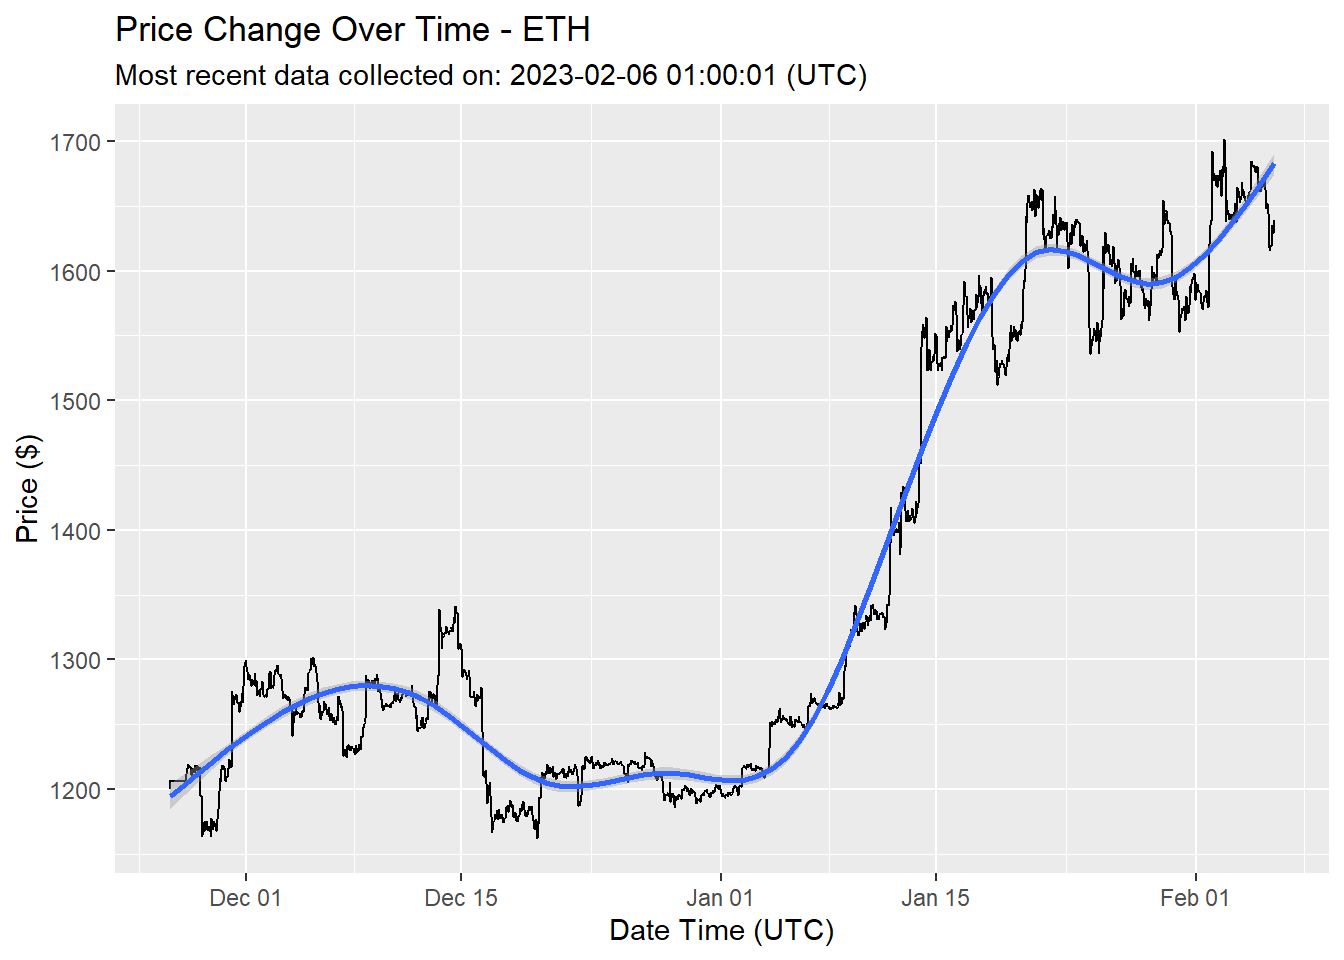 Price Change Over Time - ETH
Most recent data collected on: 2023-02-06 01:00:01 (UTC)
Price ($)
1700
1600
1500
1400
1300
1200
Dec 01 Dec 15 Jan 01 Jan 15 Feb 01
Date Time (UTC)